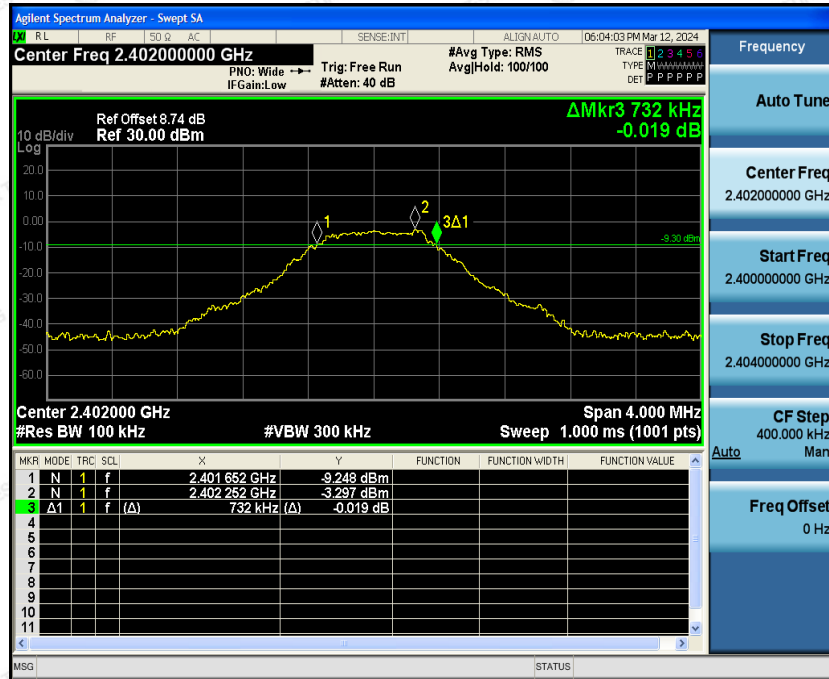 Agilent Spectrum Analyzer - Swept SA
LXI RL RF 50 Ω AC SENSE:INT ALIGN AUTO 06:04:03 PM Mar 12, 2024
Center Freq 2.402000000 GHz
PNO: Wide
IFGain:Low
Trig: Free Run
#Atten: 40 dB
#Avg Type: RMS
Avg|Hold: 100/100
TRACE 1 2 3 4 5 6
TYPE M
DET P P P P P P
ΔMkr3 732 kHz
-0.019 dB
Ref Offset 8.74 dB
10 dB/div Ref 30.00 dBm
Log
20.0
10.0
0.00
-10.0
-20.0
-30.0
-40.0
-50.0
-60.0
1
2
3Δ1
-9.30 dBm
Center 2.402000 GHz Span 4.000 MHz
#Res BW 100 kHz #VBW 300 kHz Sweep 1.000 ms (1001 pts)
MKR MODE TRC SCL X Y FUNCTION FUNCTION WIDTH FUNCTION VALUE
1 N 1 f 2.401 652 GHz -9.248 dBm
2 N 1 f 2.402 252 GHz -3.297 dBm
3 Δ1 1 f (Δ) 732 kHz (Δ) -0.019 dB
4
5
6
7
8
9
10
11
MSG STATUS
Frequency
Auto Tune
Center Freq
2.402000000 GHz
Start Freq
2.400000000 GHz
Stop Freq
2.404000000 GHz
CF Step
400.000 kHz
Auto Man
Freq Offset
0 Hz